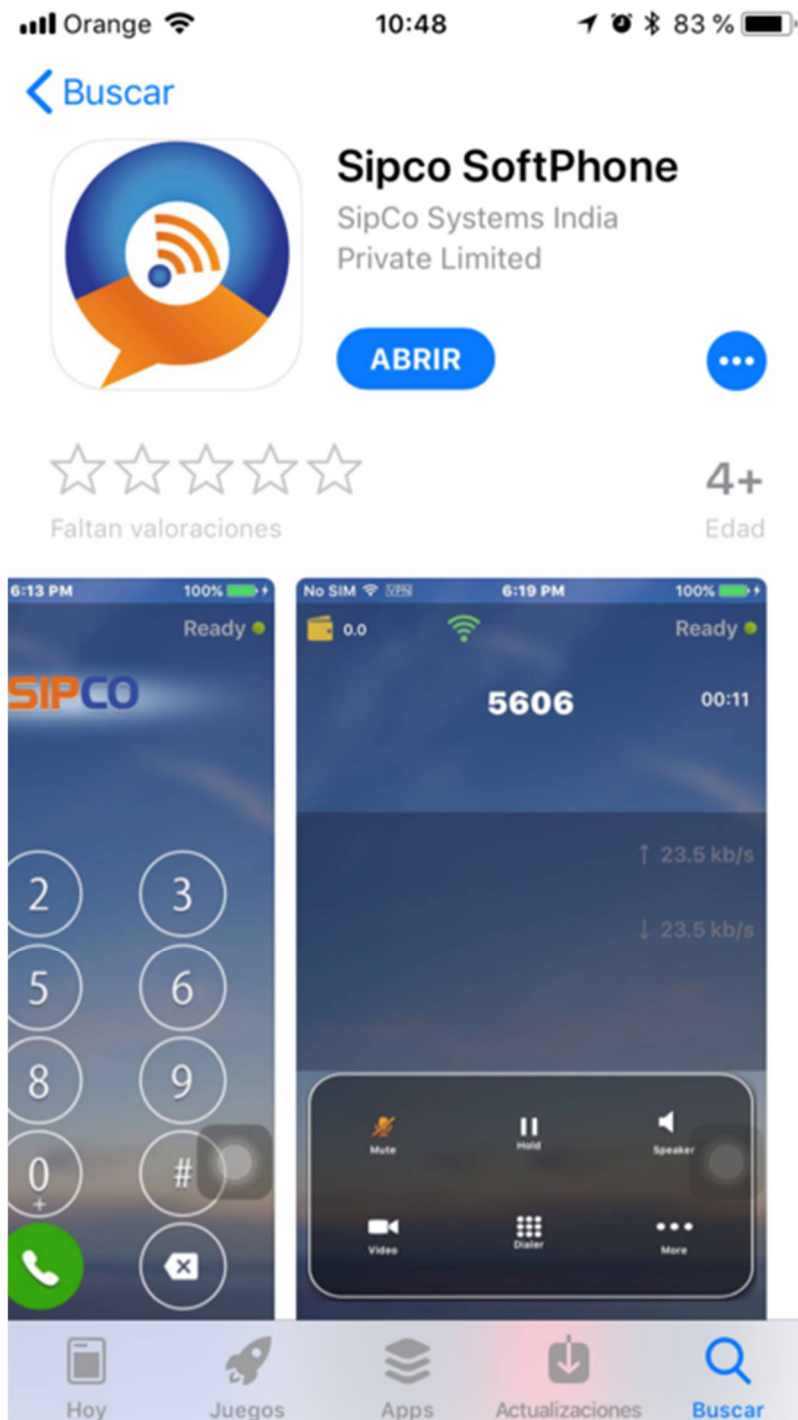 Orange 10:48 83 %
Buscar
Sipco SoftPhone
SipCo Systems India
Private Limited
ABRIR
4+
Faltan valoraciones
Edad
6:13 PM 100%
Ready
SIPCO
2 3
5 6
8 9
0 #
+
No SIM VPN 6:19 PM 100%
0.0 Ready
5606 00:11
↑ 23.5 kb/s
↓ 23.5 kb/s
Mute Hold Speaker
Video Dialer More
Hoy Juegos Apps Actualizaciones Buscar